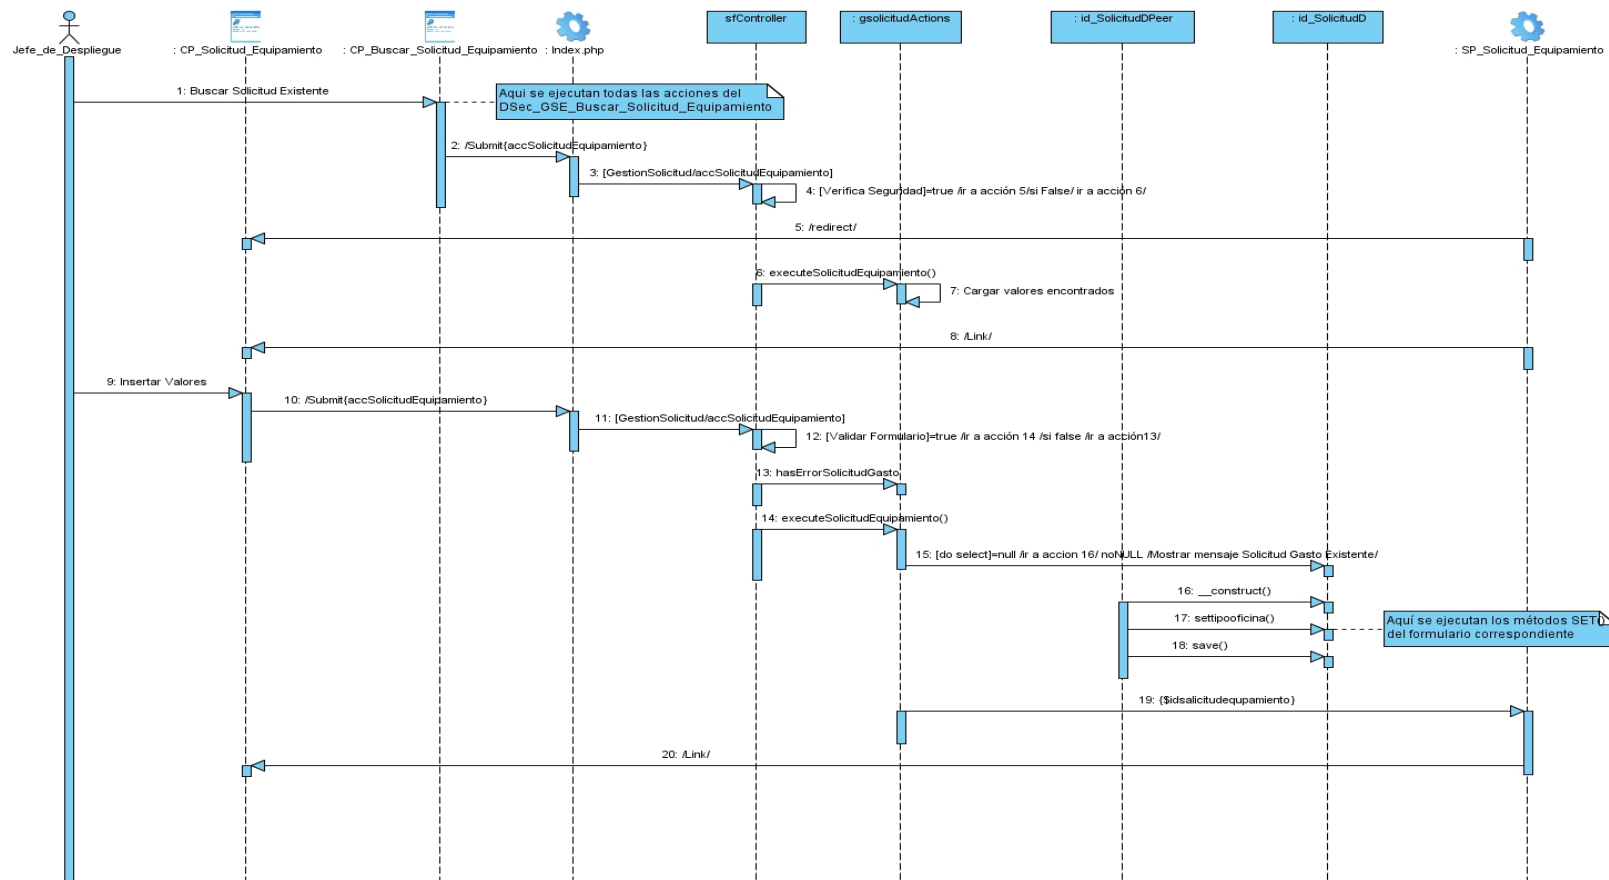 sfController
: gsolicitudActions
: id_SolicitudDPeer
: id_SolicitudD
Jefe_de_Despliegue
: CP_Solicitud_Equipamiento
: CP_Buscar_Solicitud_Equipamiento
: Index.php
: SP_Solicitud_Equipamiento
1: Buscar Solicitud Existente
Aqui se ejecutan todas las acciones del
DSec_GSE_Buscar_Solicitud_Equipamiento
2: /Submit{accSolicitudEquipamiento}
3: [GestionSolicitud/accSolicitudEquipamiento]
4: [Verifica Seguridad]=true /ir a acción 5/si False/ ir a acción 6/
5: /redirect/
6: executeSolicitudEquipamiento()
7: Cargar valores encontrados
8: /Link/
9: Insertar Valores
10: /Submit{accSolicitudEquipamiento}
11: [GestionSolicitud/accSolicitudEquipamiento]
12: [Validar Formulario]=true /ir a acción 14 /si false /ir a acción13/
13: hasErrorSolicitudGasto
14: executeSolicitudEquipamiento()
15: [do select]=null /ir a accion 16/ noNULL /Mostrar mensaje Solicitud Gasto Existente/
16: __construct()
17: settipooficina()
Aquí se ejecutan los métodos SET()
del formulario correspondiente
18: save()
19: {$idsalicitudequpamiento}
20: /Link/